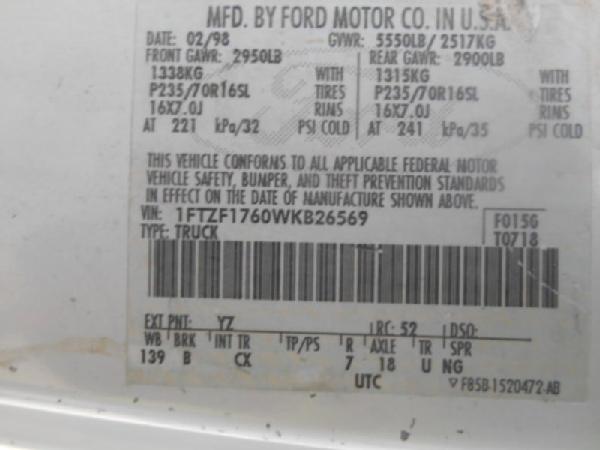 MFD. BY FORD MOTOR CO. IN U.S.A.
DATE: 02/98 GVWR: 5550LB/ 2517KG
FRONT GAWR: 2950LB REAR GAWR: 2900LB
1338KG WITH 1315KG WITH
P235/70R16SL TIRES P235/70R16SL TIRES
16X7.0J RIMS 16X7.0J RIMS
AT 221 kPa/32 PSI COLD AT 241 kPa/35 PSI COLD
THIS VEHICLE CONFORMS TO ALL APPLICABLE FEDERAL MOTOR
VEHICLE SAFETY, BUMPER, AND THEFT PREVENTION STANDARDS
IN EFFECT ON THE DATE OF MANUFACTURE SHOWN ABOVE.
VIN: 1FTZF1760WKB26569 F0156
TYPE: TRUCK T0718
EXT PNT: YZ RC: 52 DSO:
WB BRK INT TR TP/PS R AXLE TR SPR
139 B CX 7 18 U NG
UTC F85B-1520472-AB